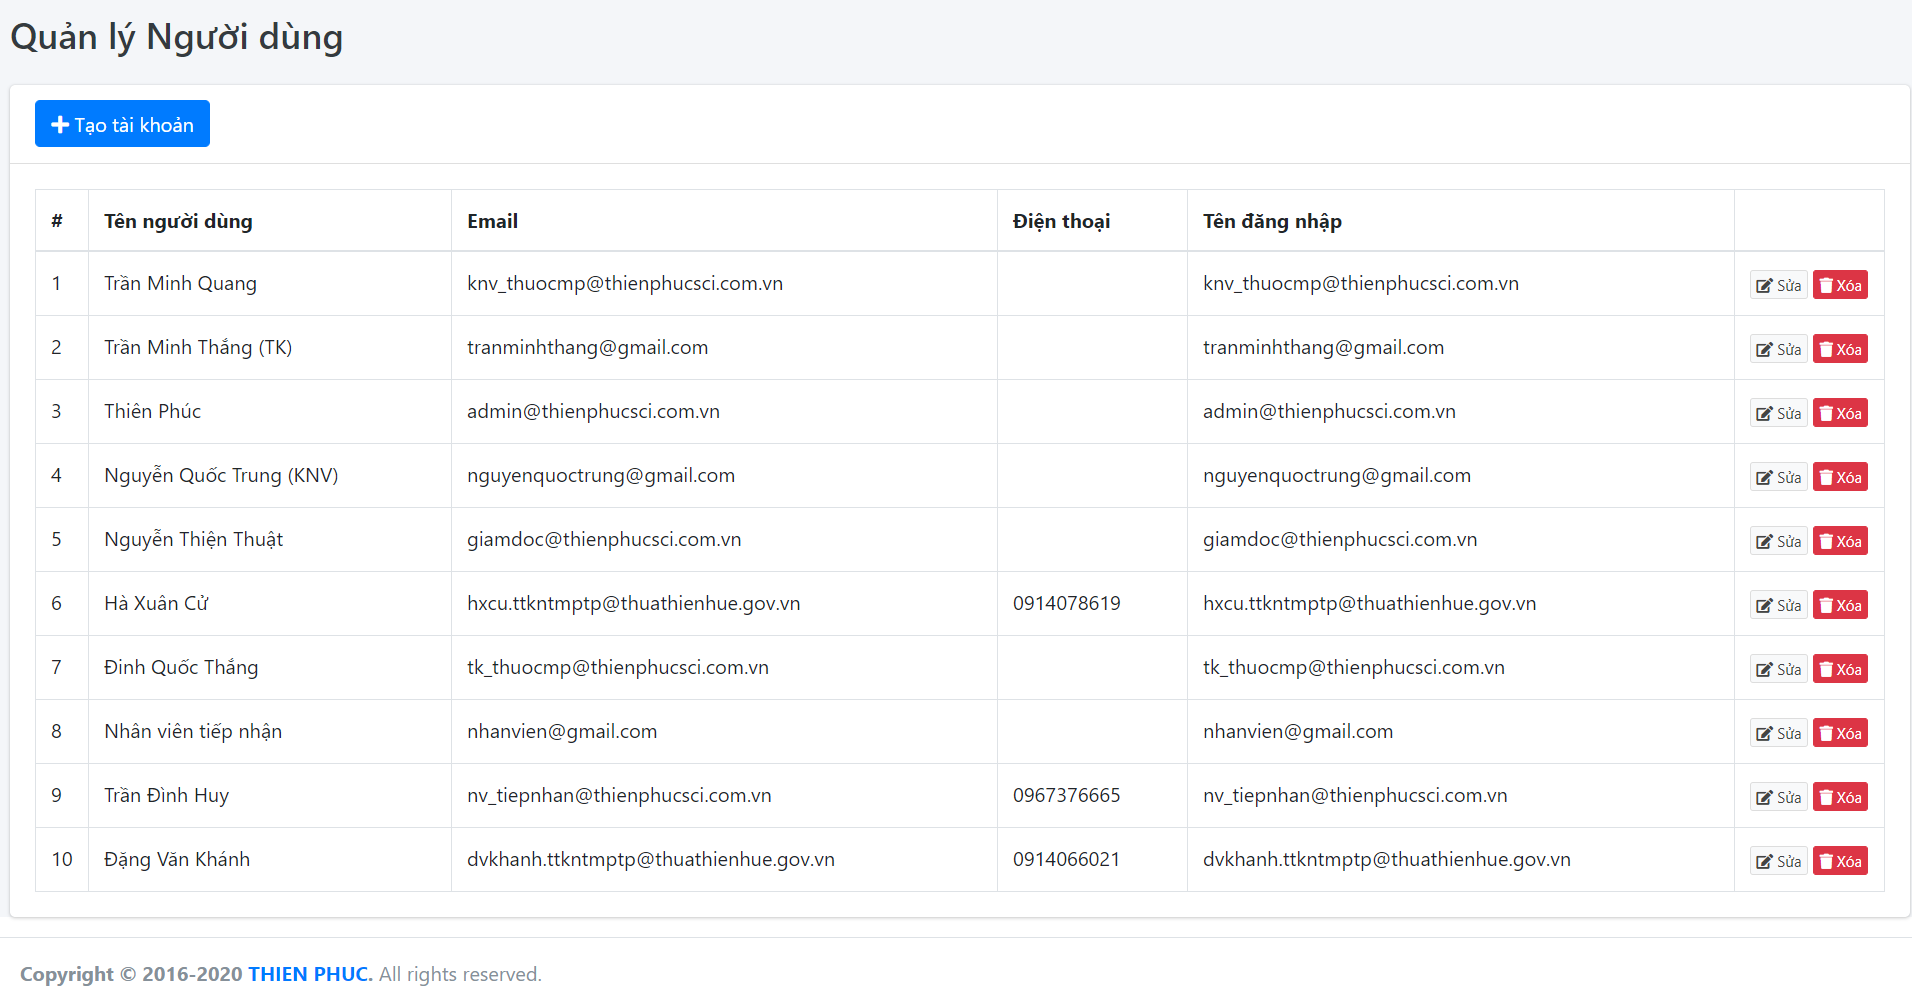 Quản lý Người dùng
Tạo tài khoản
# Tên người dùng Email Điện thoại Tên đăng nhập
1 Trần Minh Quang knv_thuocmp@thienphucsci.com.vn knv_thuocmp@thienphucsci.com.vn Sửa Xóa
2 Trần Minh Thắng (TK) tranminhthang@gmail.com tranminhthang@gmail.com Sửa Xóa
3 Thiên Phúc admin@thienphucsci.com.vn admin@thienphucsci.com.vn Sửa Xóa
4 Nguyễn Quốc Trung (KNV) nguyenquoctrung@gmail.com nguyenquoctrung@gmail.com Sửa Xóa
5 Nguyễn Thiện Thuật giamdoc@thienphucsci.com.vn giamdoc@thienphucsci.com.vn Sửa Xóa
6 Hà Xuân Cử hxcu.ttkntmptp@thuathienhue.gov.vn 0914078619 hxcu.ttkntmptp@thuathienhue.gov.vn Sửa Xóa
7 Đinh Quốc Thắng tk_thuocmp@thienphucsci.com.vn tk_thuocmp@thienphucsci.com.vn Sửa Xóa
8 Nhân viên tiếp nhận nhanvien@gmail.com nhanvien@gmail.com Sửa Xóa
9 Trần Đình Huy nv_tiepnhan@thienphucsci.com.vn 0967376665 nv_tiepnhan@thienphucsci.com.vn Sửa Xóa
10 Đặng Văn Khánh dvkhanh.ttkntmptp@thuathienhue.gov.vn 0914066021 dvkhanh.ttkntmptp@thuathienhue.gov.vn Sửa Xóa
Copyright © 2016-2020 THIEN PHUC. All rights reserved.